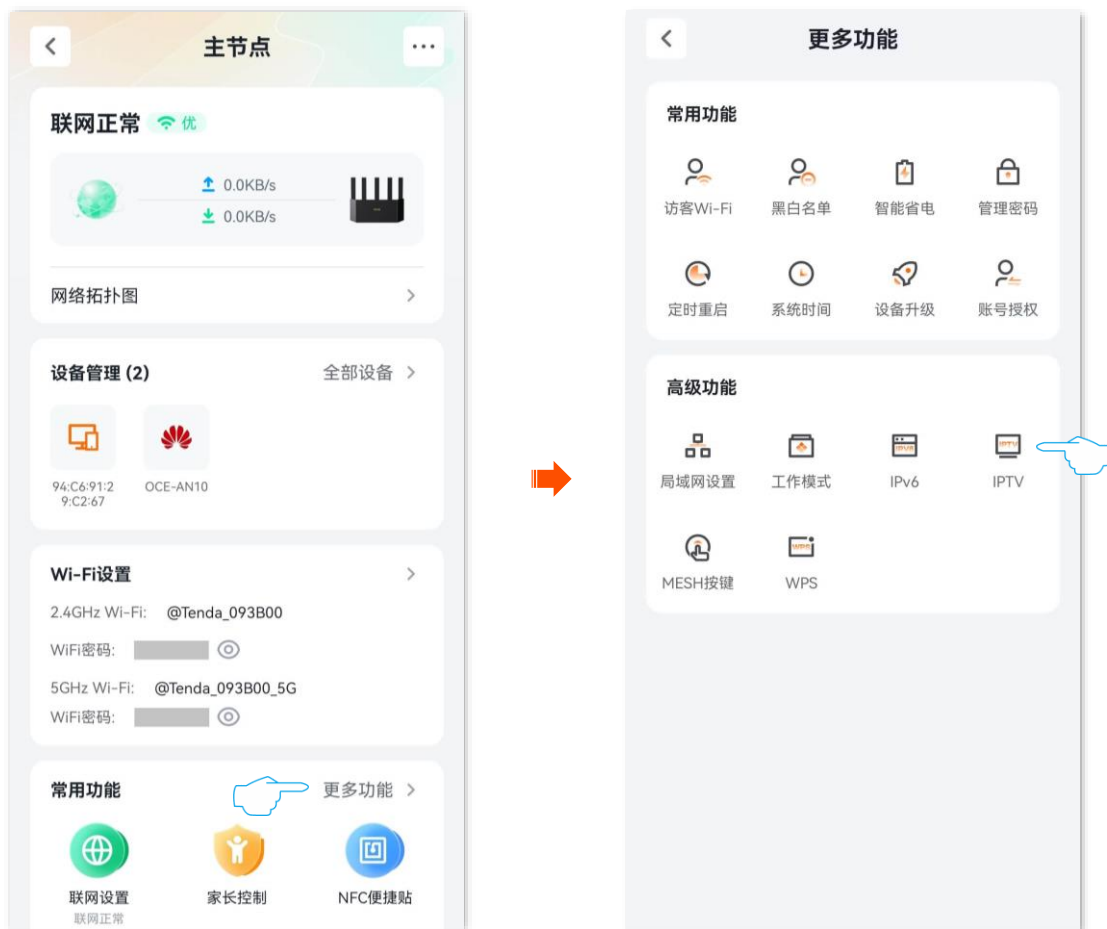 主节点
联网正常 优
0.0KB/s
0.0KB/s
网络拓扑图
设备管理 (2) 全部设备
94:C6:91:2
9:C2:67
OCE-AN10
Wi-Fi设置
2.4GHz Wi-Fi: @Tenda_093B00
WiFi密码:
5GHz Wi-Fi: @Tenda_093B00_5G
WiFi密码:
常用功能 更多功能
联网设置 家长控制 NFC便捷贴
联网正常
更多功能
常用功能
访客Wi-Fi 黑白名单 智能省电 管理密码
定时重启 系统时间 设备升级 账号授权
高级功能
IPV6 IPTV
局域网设置 工作模式 IPv6 IPTV
WPS
MESH按键 WPS